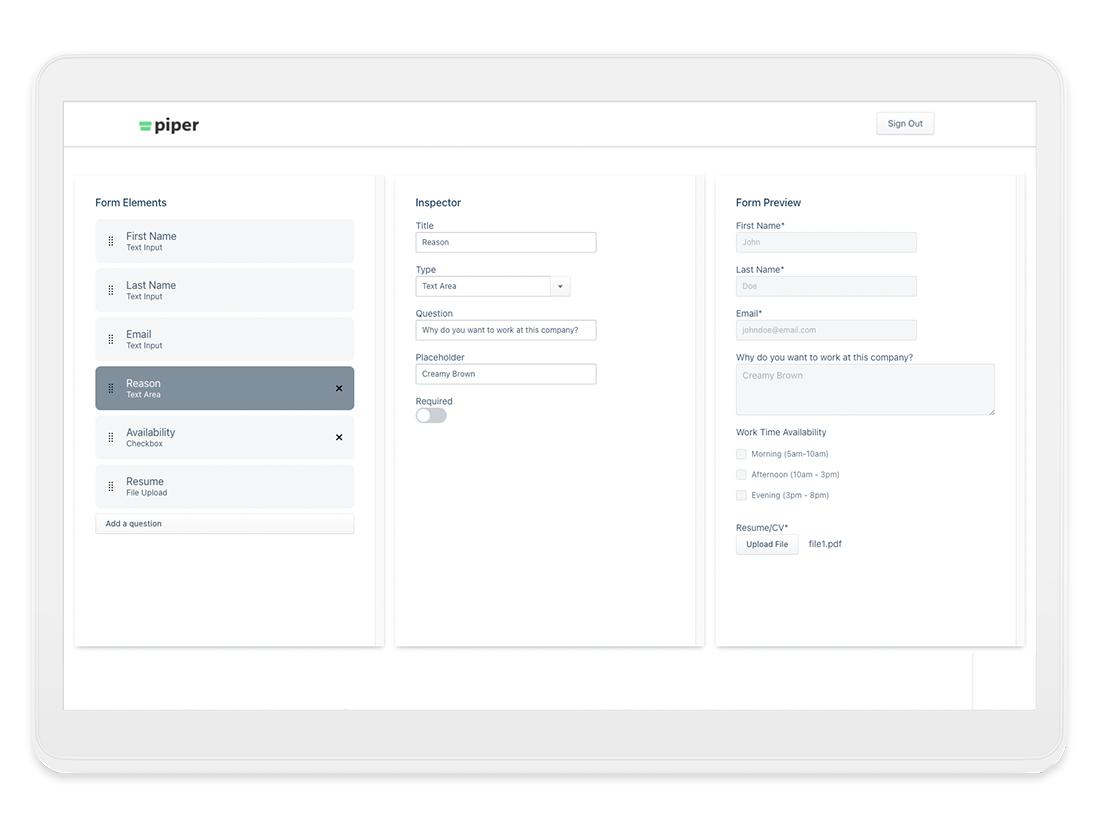 piper
Sign Out
Form Elements
First Name
Text Input
Last Name
Text Input
Email
Text Input
Reason
Text Area
Availability
Checkbox
Resume
File Upload
Add a question
Inspector
Title
Reason
Type
Text Area
Question
Why do you want to work at this company?
Placeholder
Creamy Brown
Required
Form Preview
First Name*
John
Last Name*
Doe
Email*
johndoe@email.com
Why do you want to work at this company?
Creamy Brown
Work Time Availability
Morning (5am-10am)
Afternoon (10am - 3pm)
Evening (3pm - 8pm)
Resume/CV*
Upload File file1.pdf